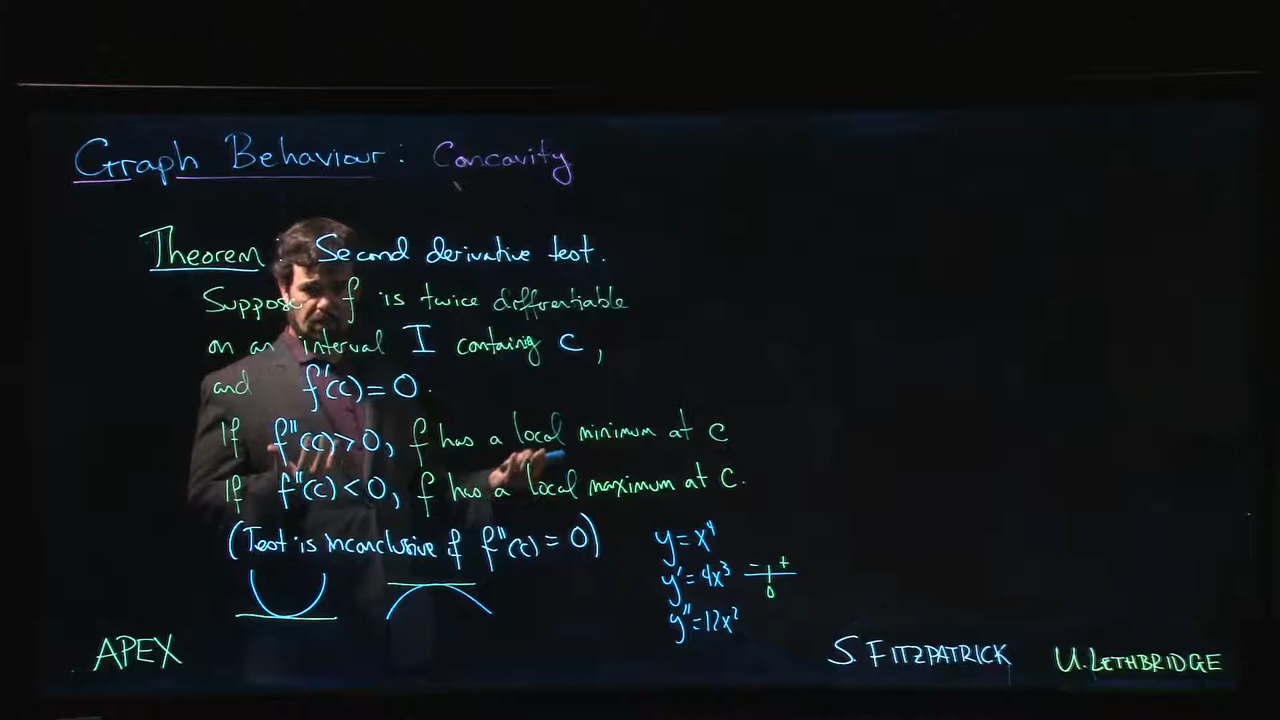 Graph Behaviour: Concavity
Theorem: Second derivative test.
Suppose f is twice differentiable
on an interval I containg c,
and f'(c)=0.
If f"(c)>0, f has a local minimum at c
If f"(c)<0, f has a local maximum at c.
(Test is inconclusive if f"(c)=0)
y=x⁴
y'=4x³ - +
0
y"=12x²
APEX
S. FITZPATRICK
U. LETHBRIDGE